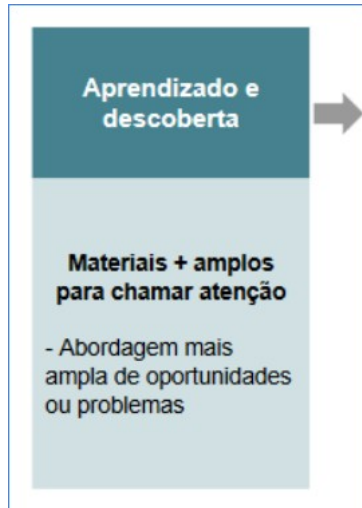 Aprendizado e
descoberta
Materiais + amplos
para chamar atenção
- Abordagem mais
ampla de oportunidades
ou problemas